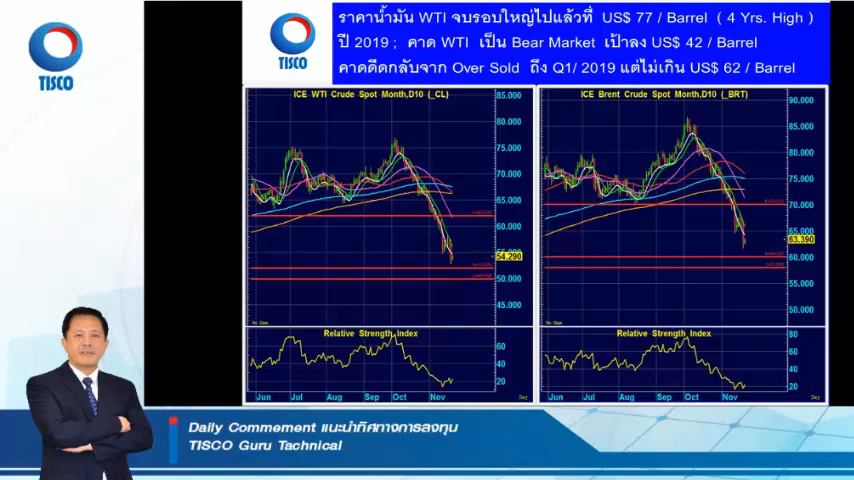 TISCO
TISCO
ราคาน้ำมัน WTI จบรอบใหญ่ไปแล้วที่ US$ 77 / Barrel ( 4 Yrs. High )
ปี 2019 ; คาด WTI เป็น Bear Market เป้าลง US$ 42 / Barrel
คาดดีดกลับจาก Over Sold ถึง Q1/ 2019 แต่ไม่เกิน US$ 62 / Barrel
ICE WTI Crude Spot Month,D10 (_CL)
85.000
80.000
75.000
70.000
65.000
60.000
55.000
54.290
50.000
45.000
No Gaps
Relative Strength Index
60
40
20
Jun Jul Aug Sep Oct Nov Day
ICE Brent Crude Spot Month,D10 (_BRT)
90.000
85.000
80.000
75.000
70.000
65.000
63.390
60.000
55.000
50.000
No Gaps
Relative Strength Index
80
60
40
20
Jun Jul Aug Sep Oct Nov Day
Daily Commement แนะนำทิศทางการลงทุน
TISCO Guru Tachnical